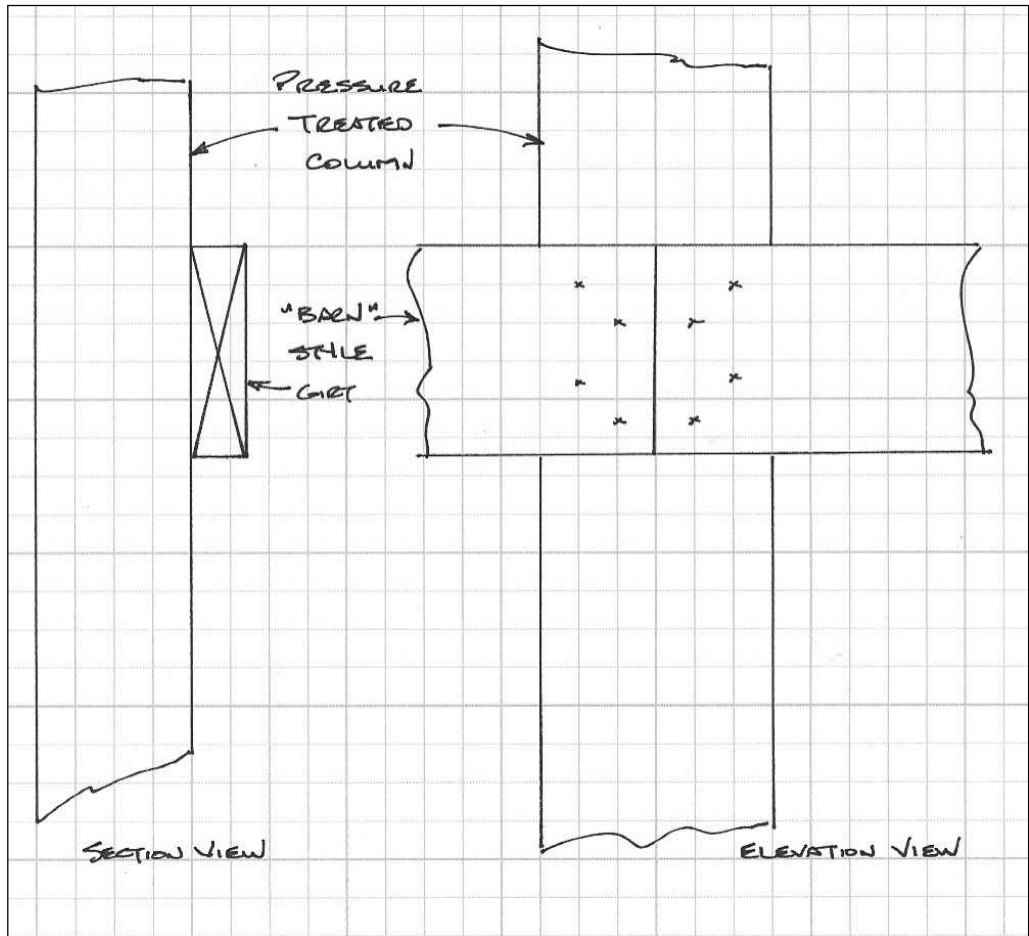 PRESSURE
TREATED
COLUMN
"BARN"
STYLE
GIRT
SECTION VIEW
ELEVATION VIEW